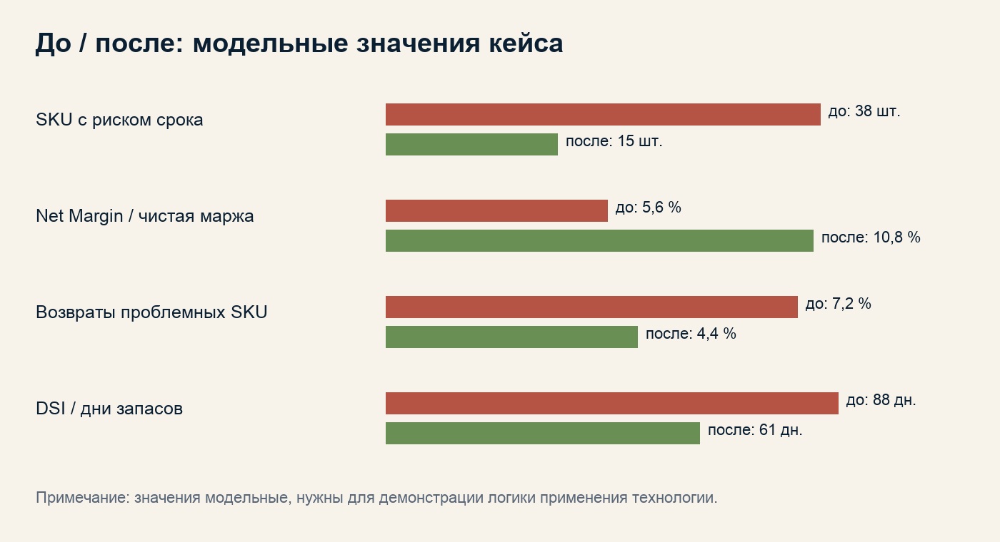 До / после: модельные значения кейса
SKU с риском срока
до: 38 шт.
после: 15 шт.
Net Margin / чистая маржа
до: 5,6 %
после: 10,8 %
Возвраты проблемных SKU
до: 7,2 %
после: 4,4 %
DSI / дни запасов
до: 88 дн.
после: 61 дн.
Примечание: значения модельные, нужны для демонстрации логики применения технологии.